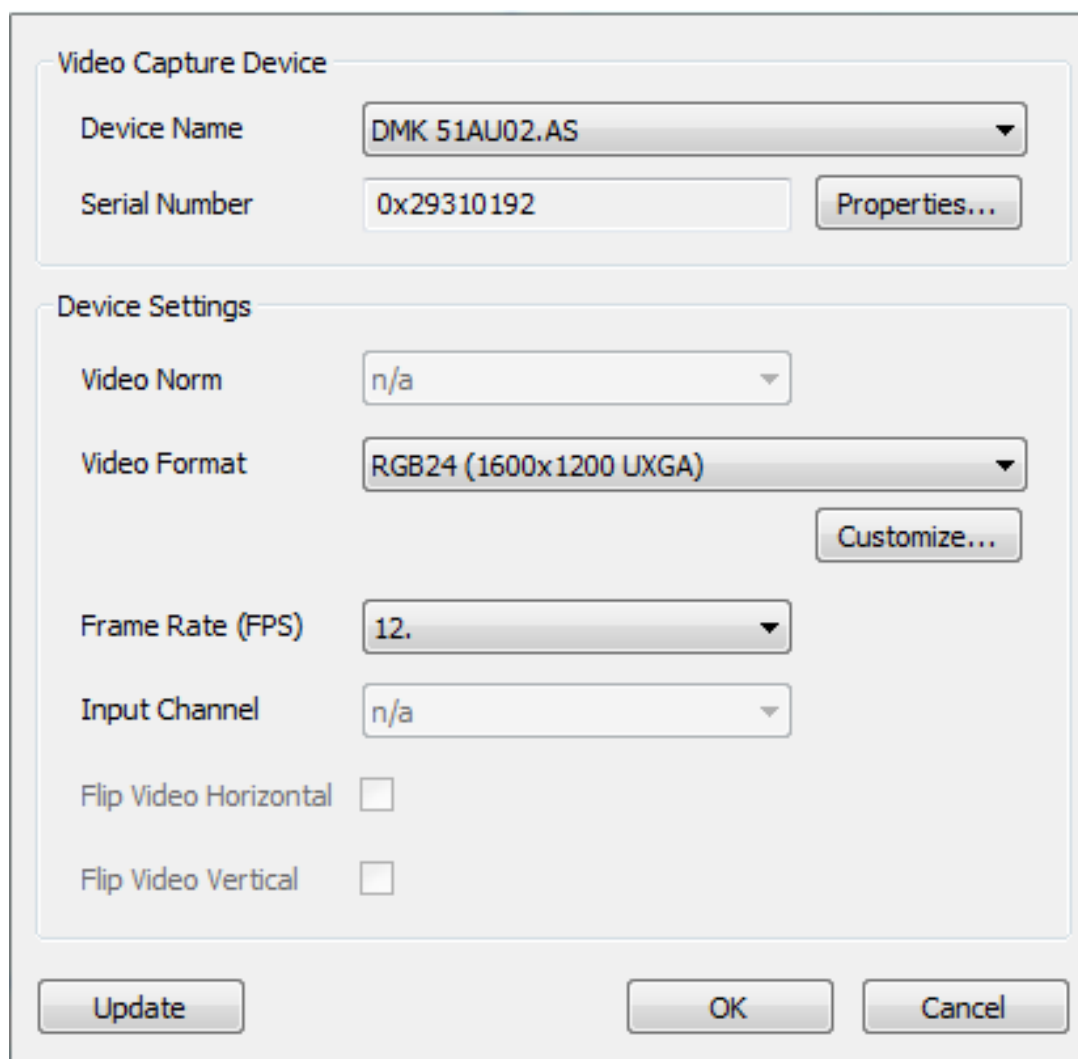 Video Capture Device
Device Name DMK 51AU02.AS
Serial Number 0x29310192 Properties...
Device Settings
Video Norm n/a
Video Format RGB24 (1600x1200 UXGA)
Customize...
Frame Rate (FPS) 12.
Input Channel n/a
Flip Video Horizontal
Flip Video Vertical
Update OK Cancel